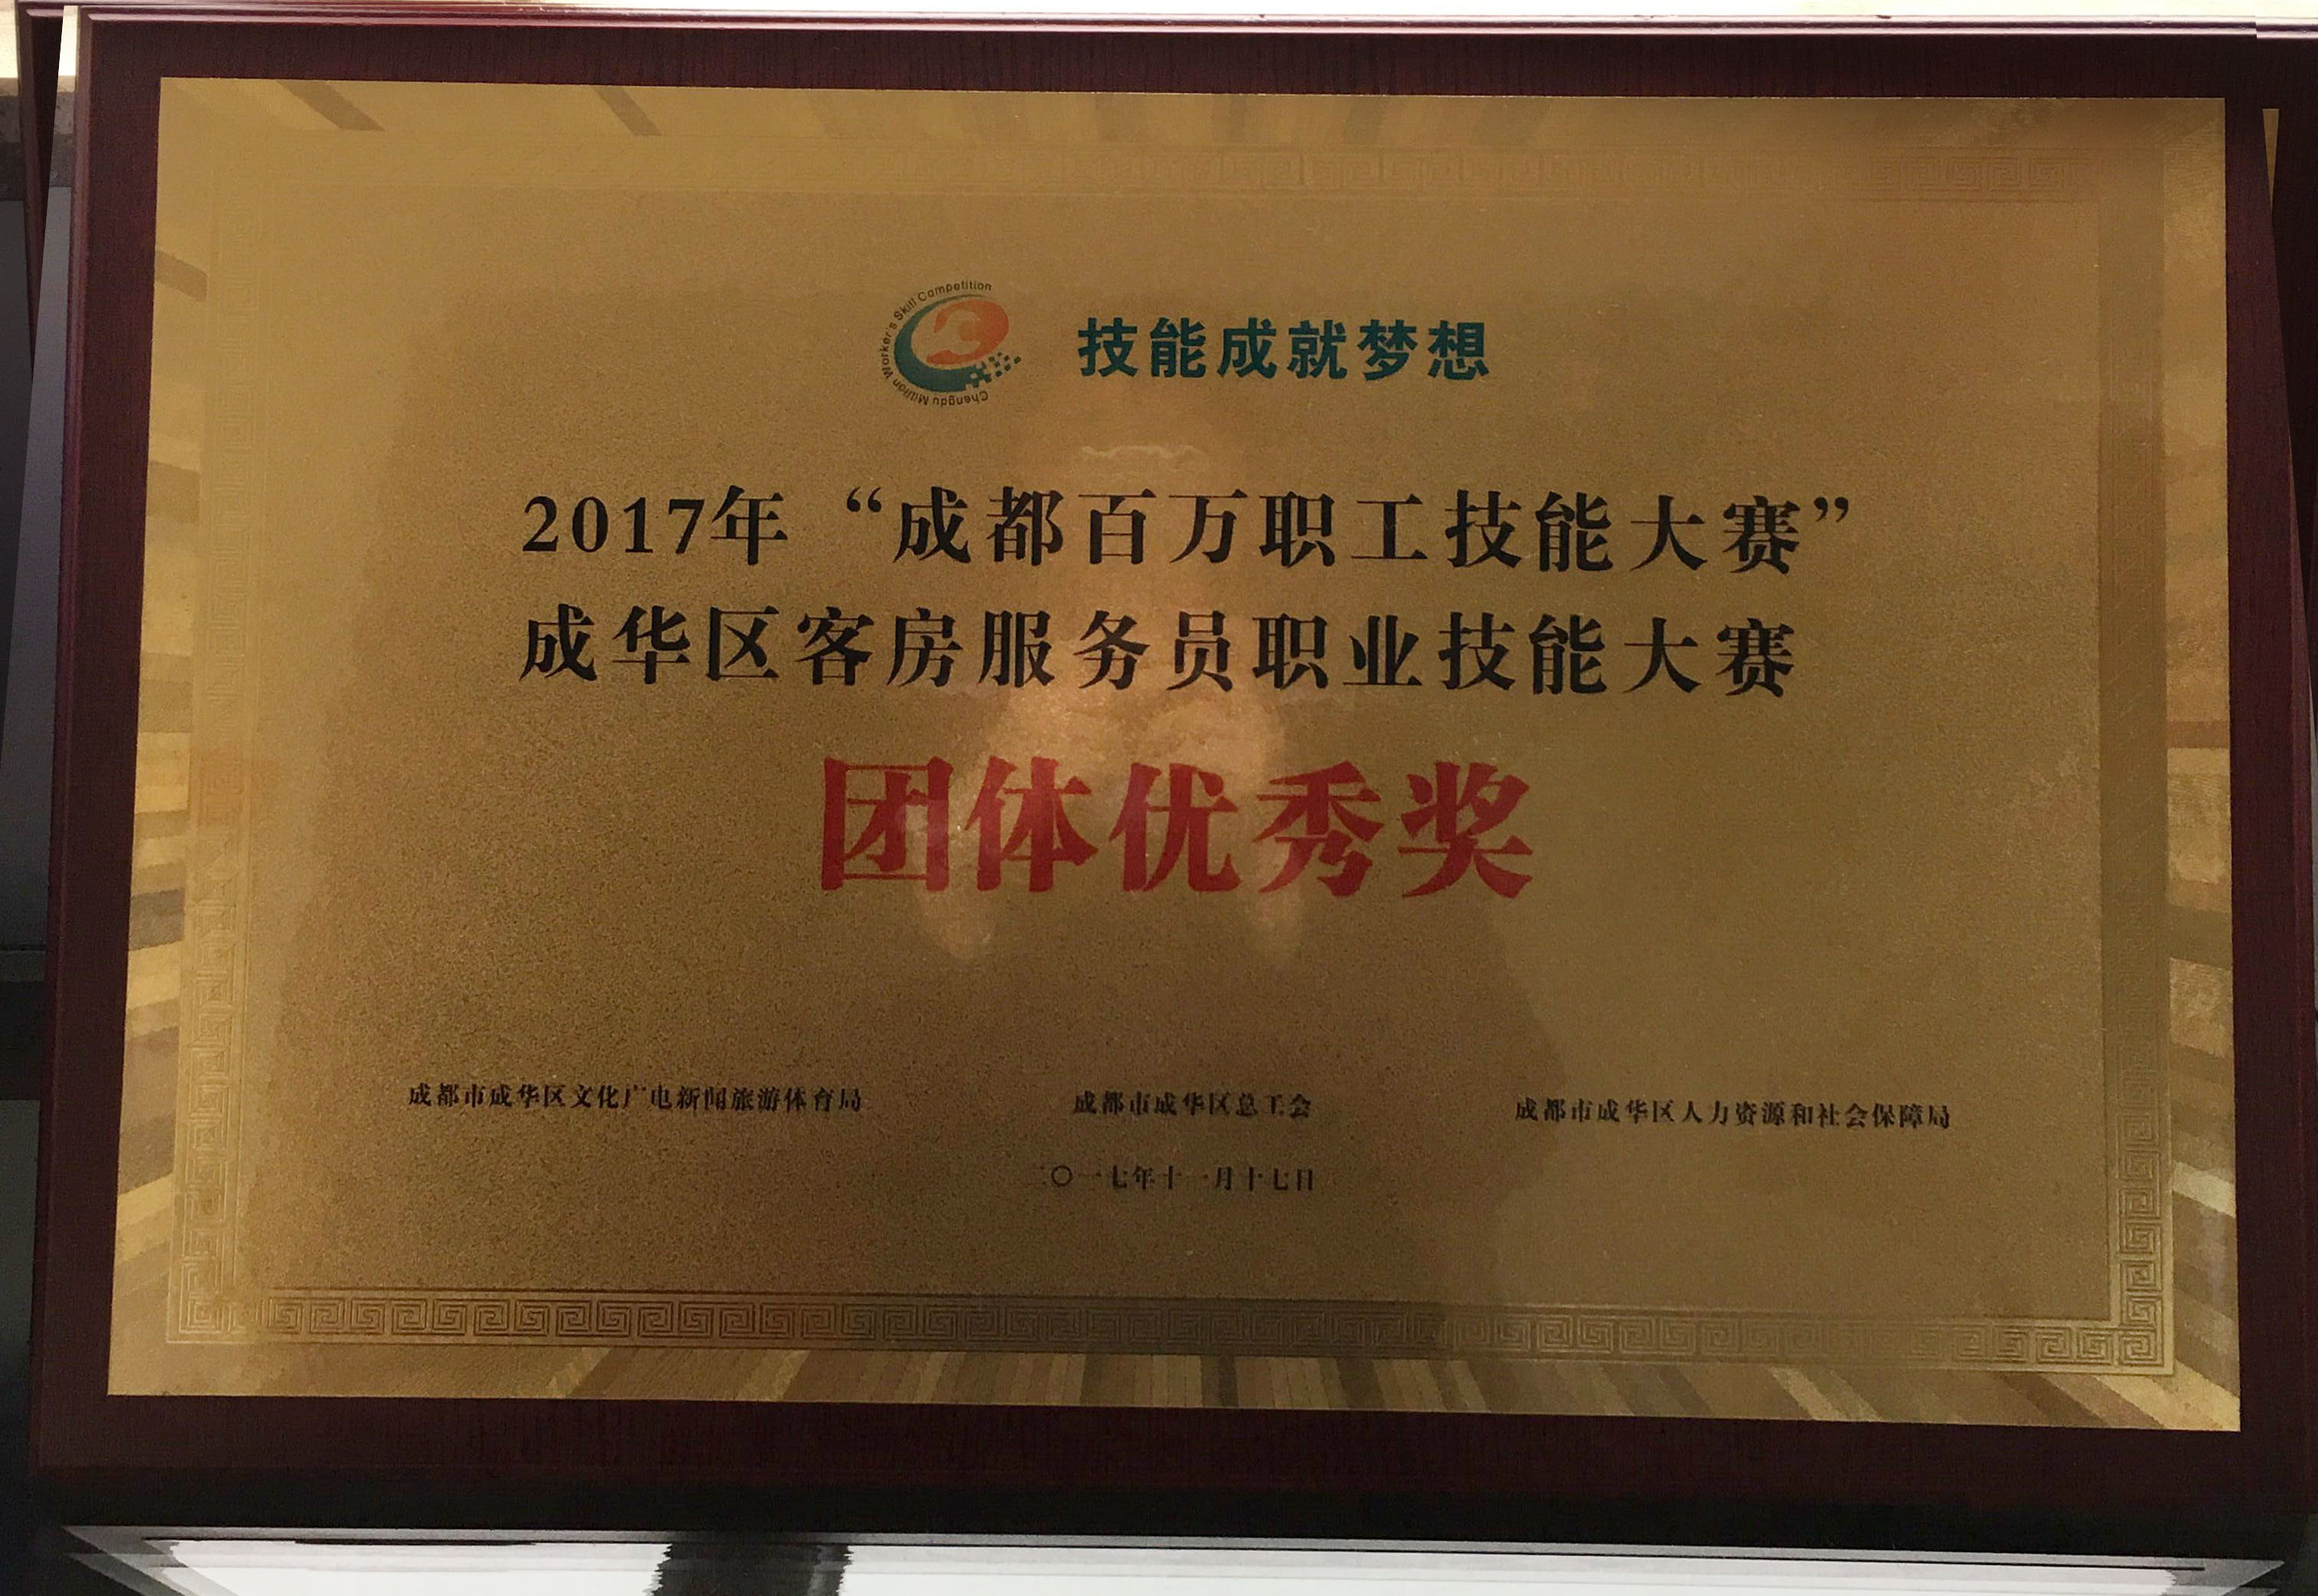 Chengdu Million Worker's Skill Competition
技能成就梦想
2017年“成都百万职工技能大赛”
成华区客房服务员职业技能大赛
团体优秀奖
成都市成华区文化广电新闻旅游体育局 成都市成华区总工会 成都市成华区人力资源和社会保障局
二〇一七年十一月十七日